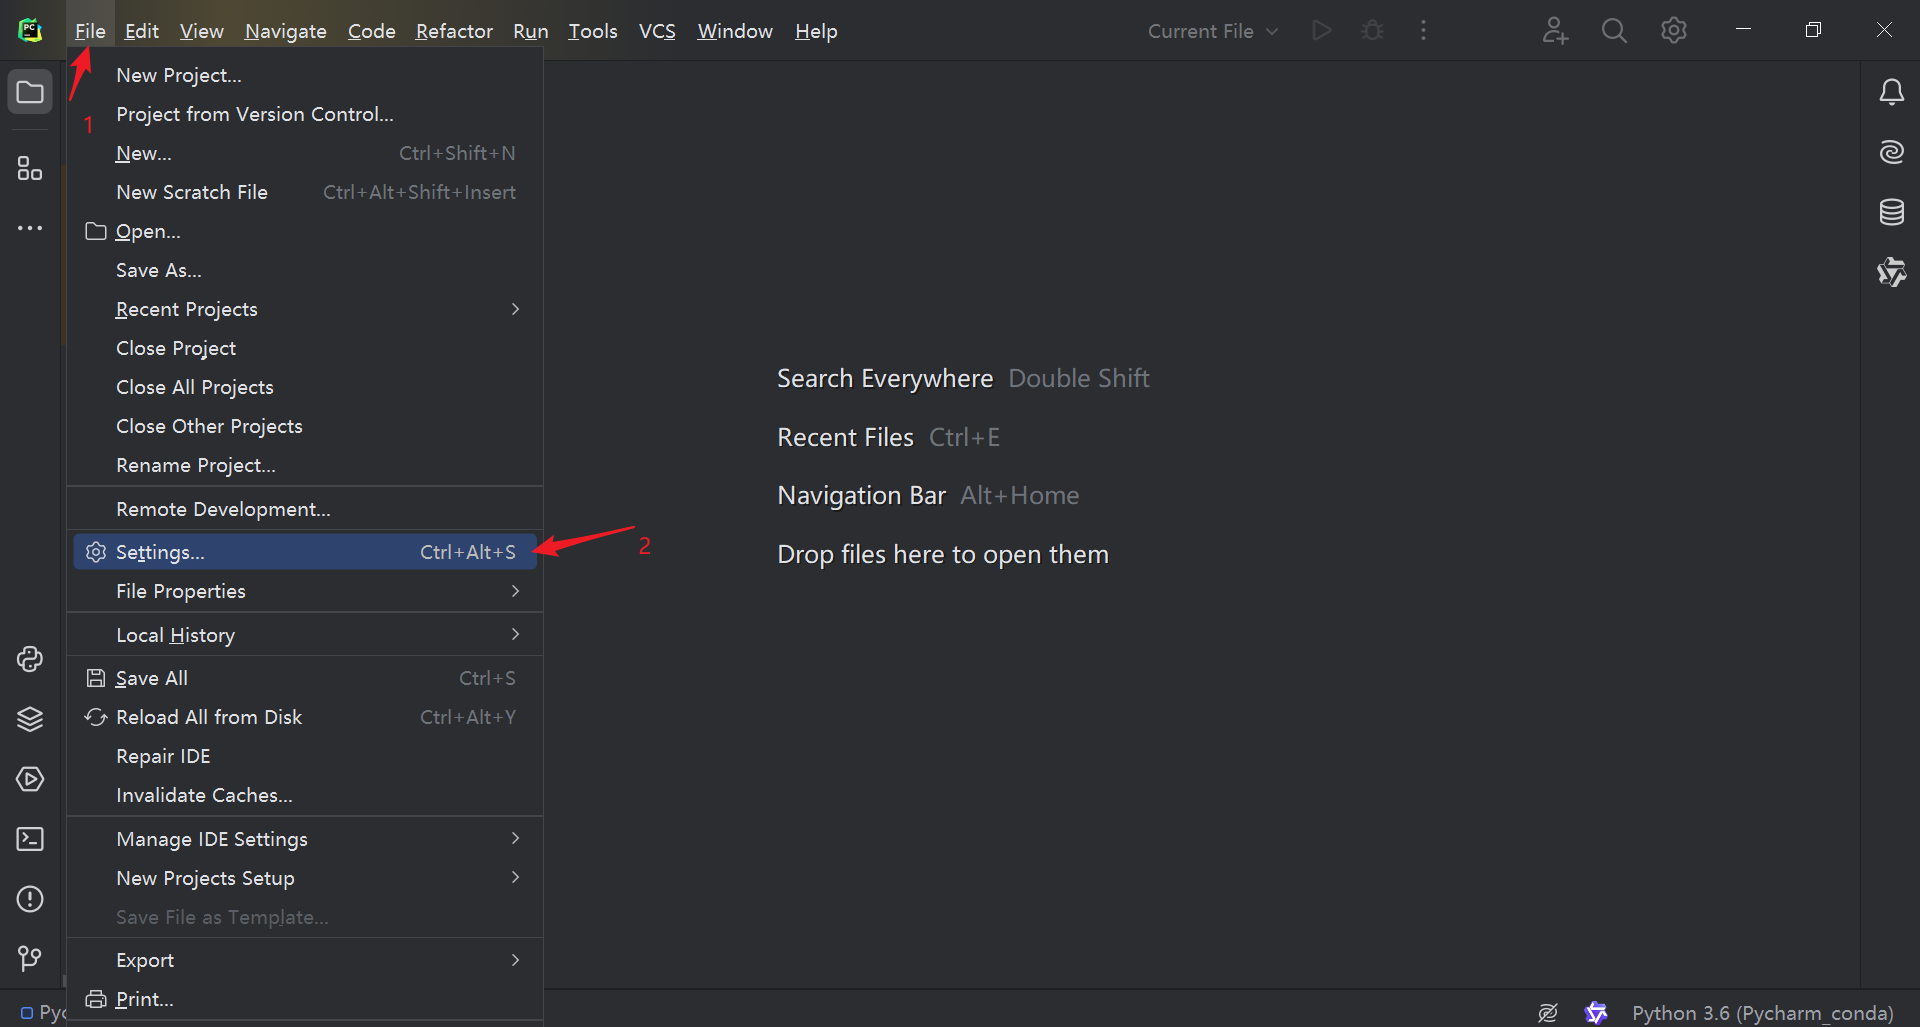 PC
File Edit View Navigate Code Refactor Run Tools VCS Window Help
Current File
1
New Project...
Project from Version Control...
New... Ctrl+Shift+N
New Scratch File Ctrl+Alt+Shift+Insert
Open...
Save As...
Recent Projects
Close Project
Close All Projects
Close Other Projects
Rename Project...
Remote Development...
Settings... Ctrl+Alt+S
2
File Properties
Local History
Save All Ctrl+S
Reload All from Disk Ctrl+Alt+Y
Repair IDE
Invalidate Caches...
Manage IDE Settings
New Projects Setup
Save File as Template...
Export
Print...
Search Everywhere Double Shift
Recent Files Ctrl+E
Navigation Bar Alt+Home
Drop files here to open them
Pyc
Python 3.6 (Pycharm_conda)